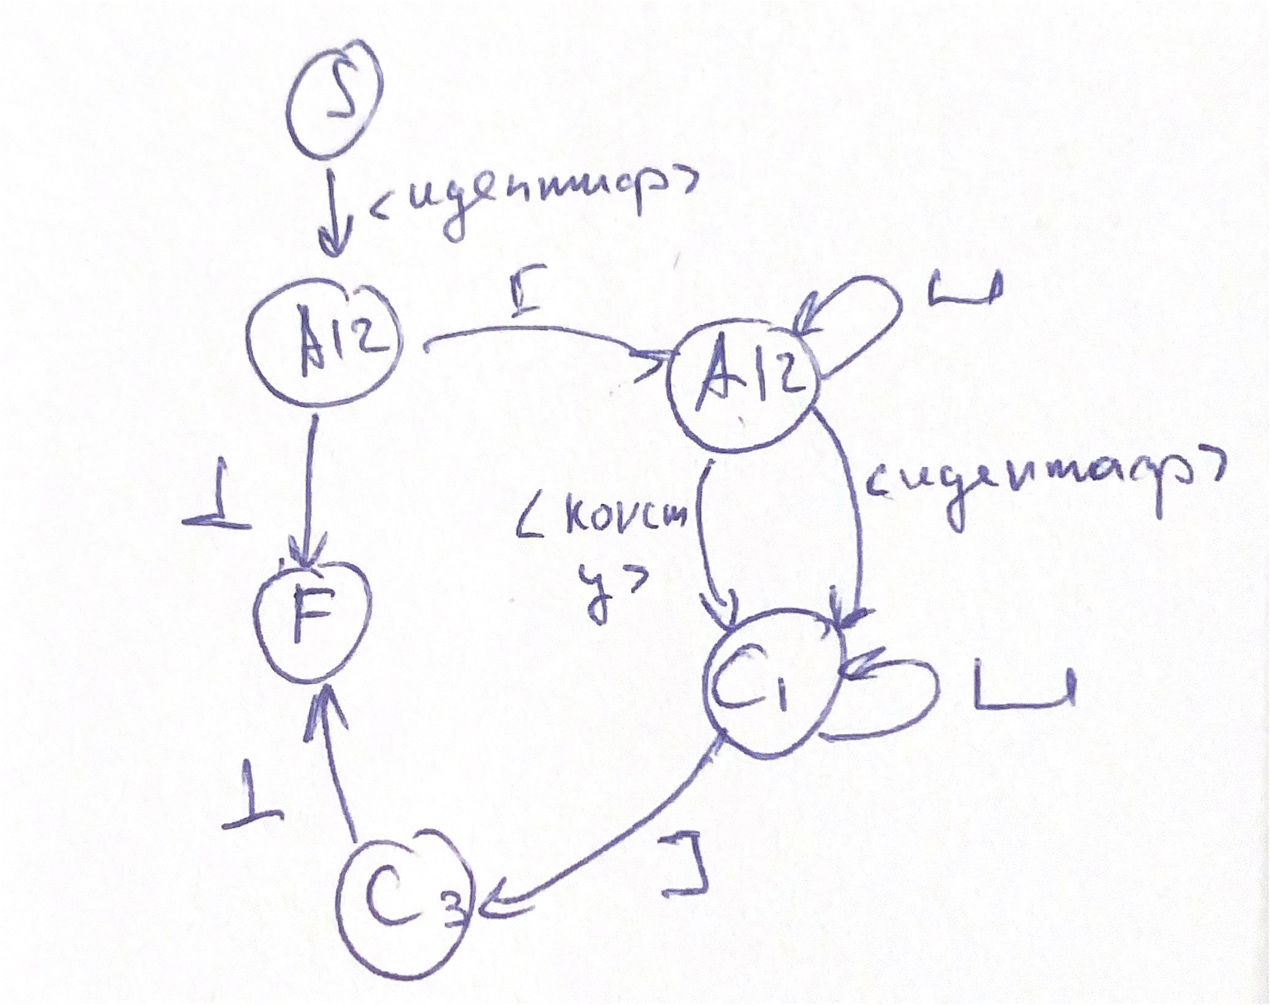 S
<идентиф>
A12
[
A12
␣
⊥
<конст
у>
<идентиф>
F
C1
␣
⊥
]
C3